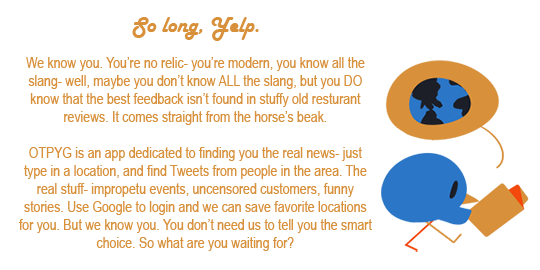 So long, Yelp.
We know you. You're no relic- you're modern, you know all the
slang- well, maybe you don't know ALL the slang, but you DO
know that the best feedback isn't found in stuffy old resturant
reviews. It comes straight from the horse's beak.
OTPYG is an app dedicated to finding you the real news- just
type in a location, and find Tweets from people in the area. The
real stuff- impropetu events, uncensored customers, funny
stories. Use Google to login and we can save favorite locations
for you. But we know you. You don't need us to tell you the smart
choice. So what are you waiting for?